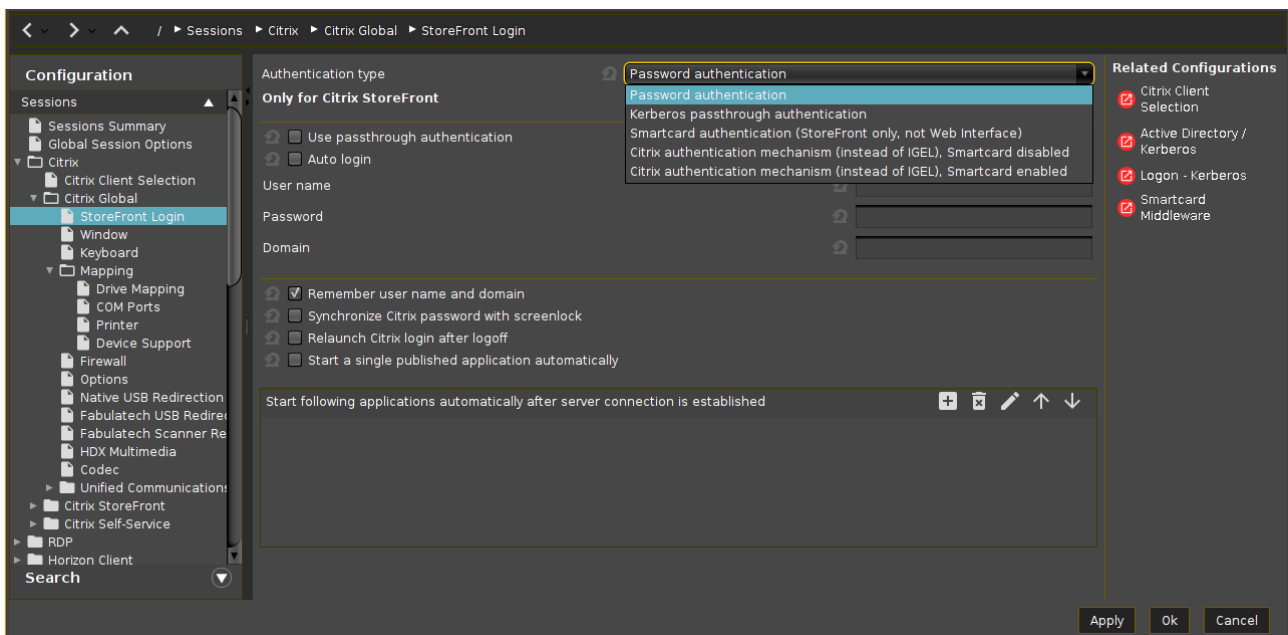 / Sessions Citrix Citrix Global StoreFront Login
Configuration
Sessions
Sessions Summary
Global Session Options
Citrix
Citrix Client Selection
Citrix Global
StoreFront Login
Window
Keyboard
Mapping
Drive Mapping
COM Ports
Printer
Device Support
Firewall
Options
Native USB Redirection
Fabulatech USB Redirec
Fabulatech Scanner Re
HDX Multimedia
Codec
Unified Communications
Citrix StoreFront
Citrix Self-Service
RDP
Horizon Client
Search
Authentication type
Password authentication
Password authentication
Kerberos passthrough authentication
Smartcard authentication (StoreFront only, not Web Interface)
Citrix authentication mechanism (instead of IGEL), Smartcard disabled
Citrix authentication mechanism (instead of IGEL), Smartcard enabled
Only for Citrix StoreFront
Use passthrough authentication
Auto login
User name
Password
Domain
Remember user name and domain
Synchronize Citrix password with screenlock
Relaunch Citrix login after logoff
Start a single published application automatically
Start following applications automatically after server connection is established
Related Configurations
Citrix Client
Selection
Active Directory /
Kerberos
Logon - Kerberos
Smartcard
Middleware
Apply Ok Cancel